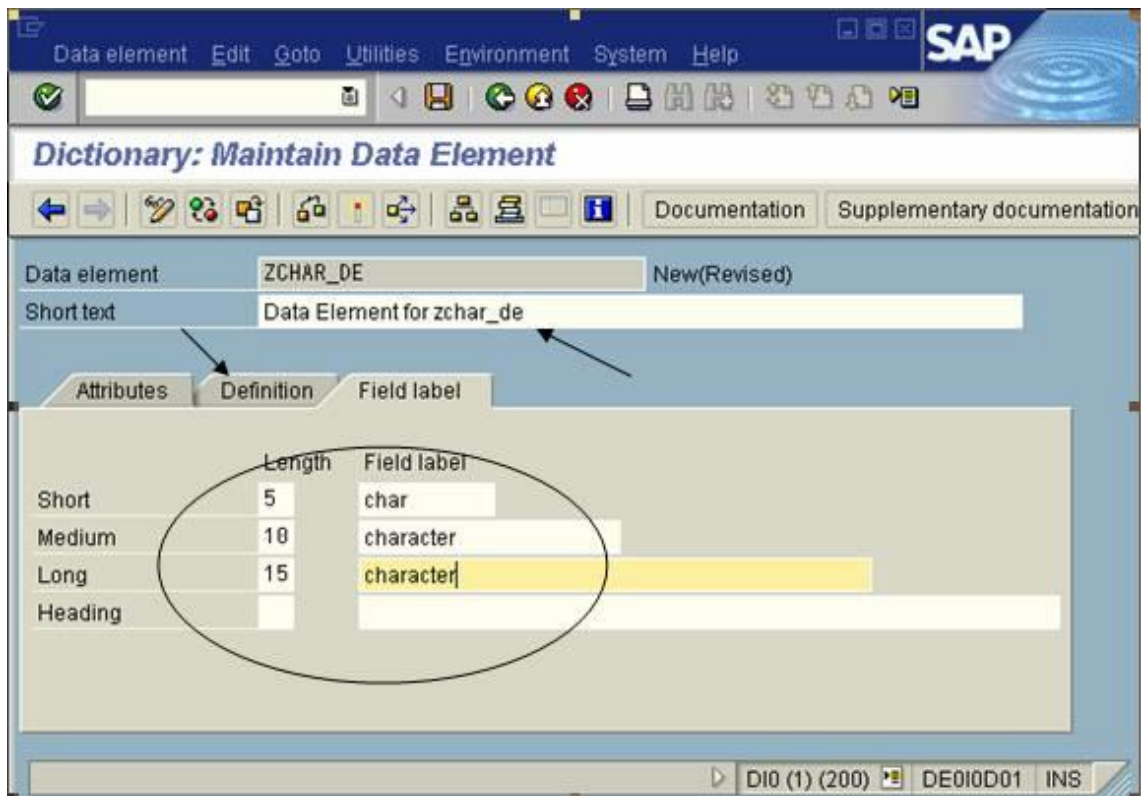 SAP
Data element Edit Goto Utilities Environment System Help
Dictionary: Maintain Data Element
Documentation Supplementary documentation
Data element ZCHAR_DE New(Revised)
Short text Data Element for zchar_de
Attributes Definition Field label
Length Field label
Short 5 char
Medium 10 character
Long 15 character
Heading
DI0 (1) (200) DE0I0D01 INS